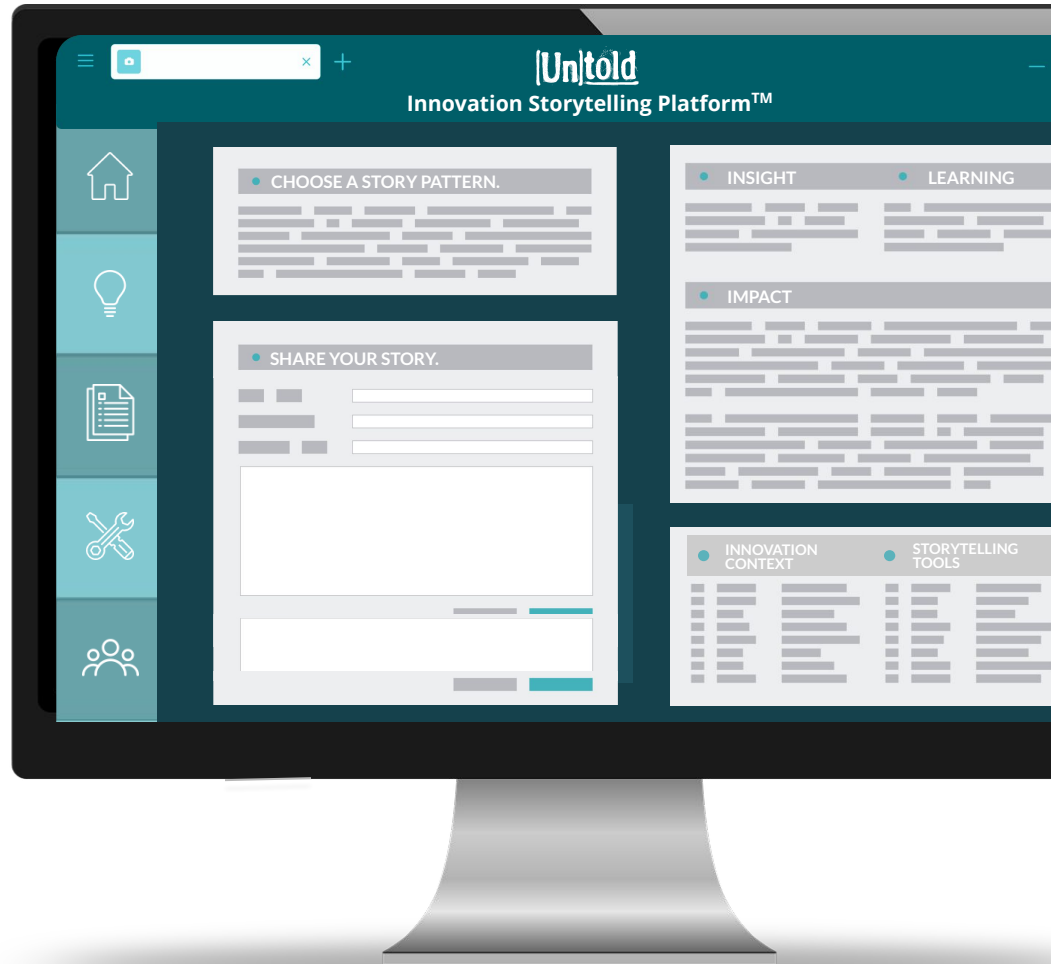 [Un]told
Innovation Storytelling Platform™
CHOOSE A STORY PATTERN.
SHARE YOUR STORY.
INSIGHT
LEARNING
IMPACT
INNOVATION
CONTEXT
STORYTELLING
TOOLS